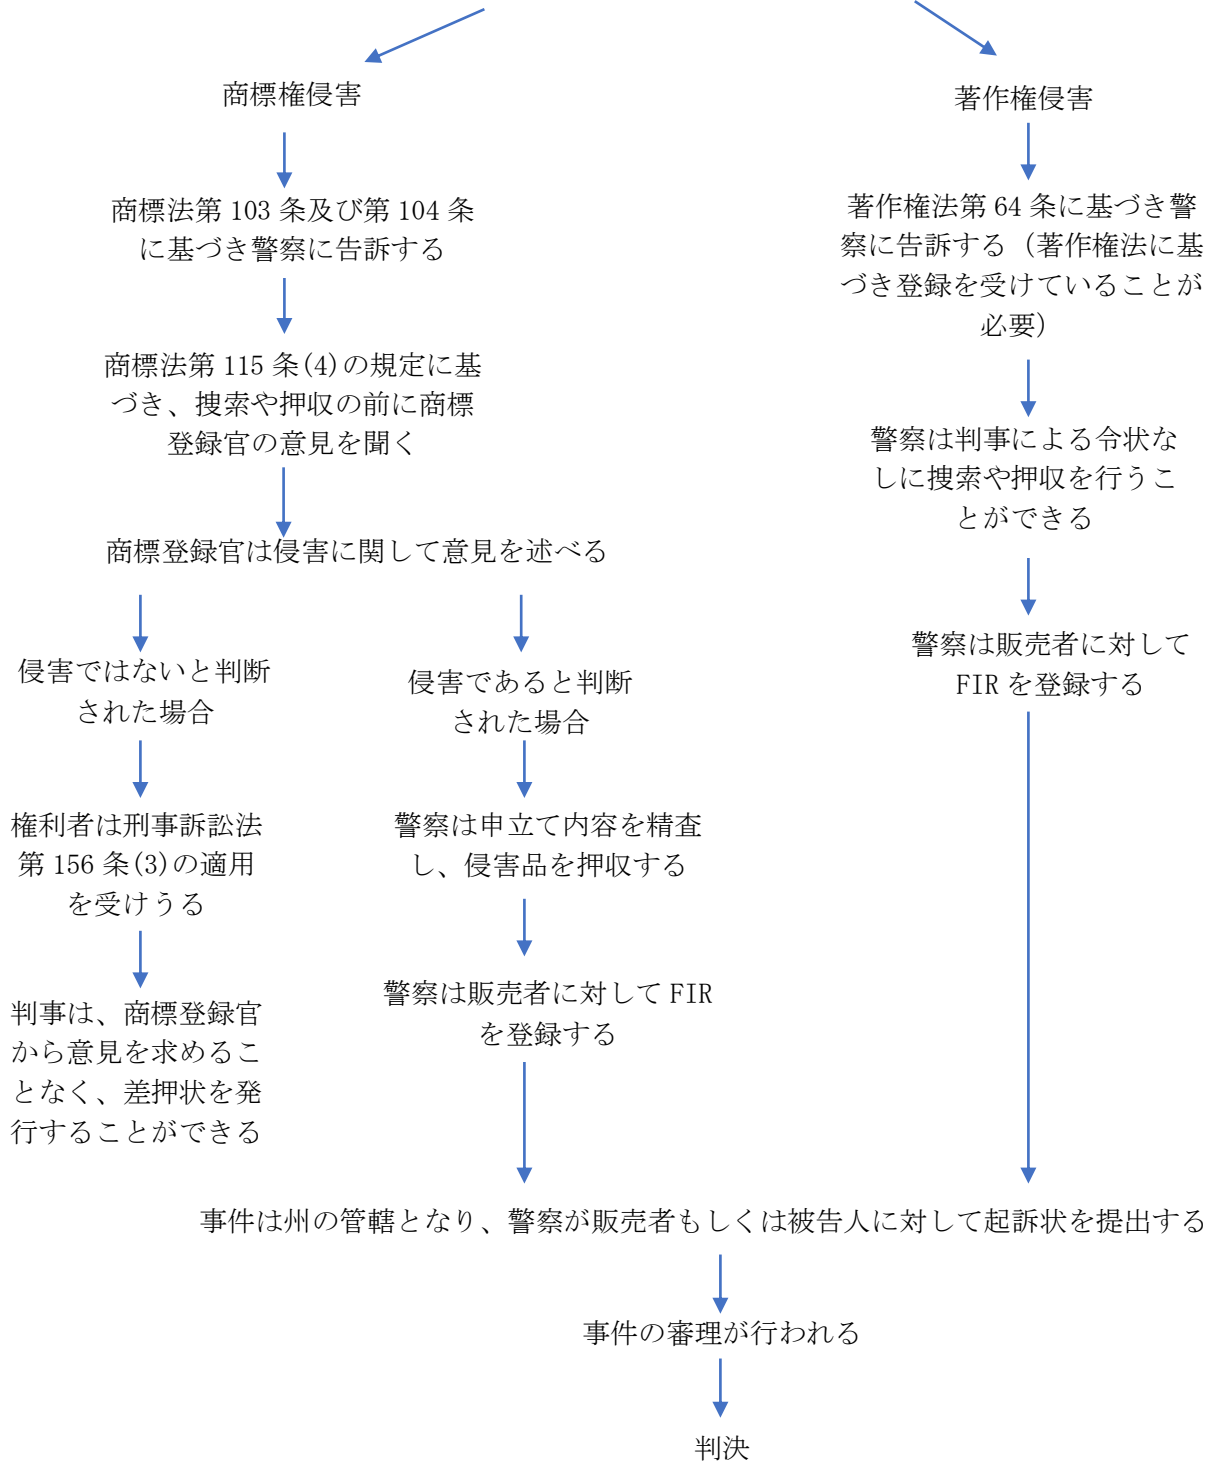 商標権侵害
商標法第 103 条及び第 104 条
に基づき警察に告訴する
商標法第 115 条(4)の規定に基
づき、捜索や押収の前に商標
登録官の意見を聞く
商標登録官は侵害に関して意見を述べる
侵害ではないと判断
された場合
権利者は刑事訴訟法
第 156 条(3)の適用
を受けうる
判事は、商標登録官
から意見を求めるこ
となく、差押状を発
行することができる
侵害であると判断
された場合
警察は申立て内容を精査
し、侵害品を押収する
警察は販売者に対して FIR
を登録する
著作権侵害
著作権法第 64 条に基づき警
察に告訴する（著作権法に基
づき登録を受けていることが
必要）
警察は判事による令状な
しに捜索や押収を行うこ
とができる
警察は販売者に対して
FIR を登録する
事件は州の管轄となり、警察が販売者もしくは被告人に対して起訴状を提出する
事件の審理が行われる
判決